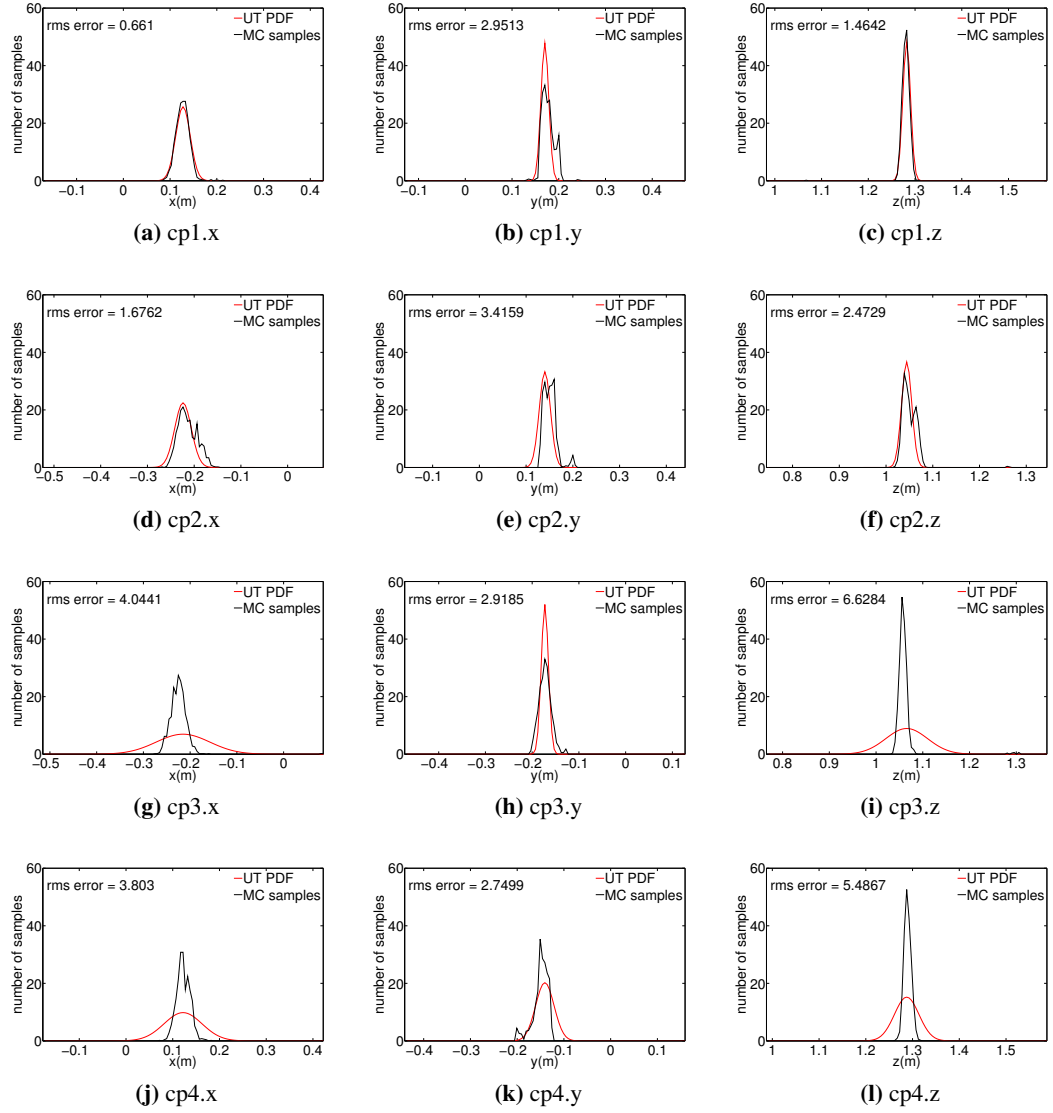 60
rms error = 0.661
UT PDF
MC samples
number of samples
40
20
0
−0.1 0 0.1 0.2 0.3 0.4
x(m)
(a) cp1.x
60
rms error = 2.9513
UT PDF
MC samples
number of samples
40
20
0
−0.1 0 0.1 0.2 0.3 0.4
y(m)
(b) cp1.y
60
rms error = 1.4642
UT PDF
MC samples
number of samples
40
20
0
1 1.1 1.2 1.3 1.4 1.5
z(m)
(c) cp1.z
60
rms error = 1.6762
UT PDF
MC samples
number of samples
40
20
0
−0.5 −0.4 −0.3 −0.2 −0.1 0
x(m)
(d) cp2.x
60
rms error = 3.4159
UT PDF
MC samples
number of samples
40
20
0
−0.1 0 0.1 0.2 0.3 0.4
y(m)
(e) cp2.y
60
rms error = 2.4729
UT PDF
MC samples
number of samples
40
20
0
0.8 0.9 1 1.1 1.2 1.3
z(m)
(f) cp2.z
60
rms error = 4.0441
UT PDF
MC samples
number of samples
40
20
0
−0.5 −0.4 −0.3 −0.2 −0.1 0
x(m)
(g) cp3.x
60
rms error = 2.9185
UT PDF
MC samples
number of samples
40
20
0
−0.4 −0.3 −0.2 −0.1 0 0.1
y(m)
(h) cp3.y
60
rms error = 6.6284
UT PDF
MC samples
number of samples
40
20
0
0.8 0.9 1 1.1 1.2 1.3
z(m)
(i) cp3.z
60
rms error = 3.803
UT PDF
MC samples
number of samples
40
20
0
−0.1 0 0.1 0.2 0.3 0.4
x(m)
(j) cp4.x
60
rms error = 2.7499
UT PDF
MC samples
number of samples
40
20
0
−0.4 −0.3 −0.2 −0.1 0 0.1
y(m)
(k) cp4.y
60
rms error = 5.4867
UT PDF
MC samples
number of samples
40
20
0
1 1.1 1.2 1.3 1.4 1.5
z(m)
(l) cp4.z